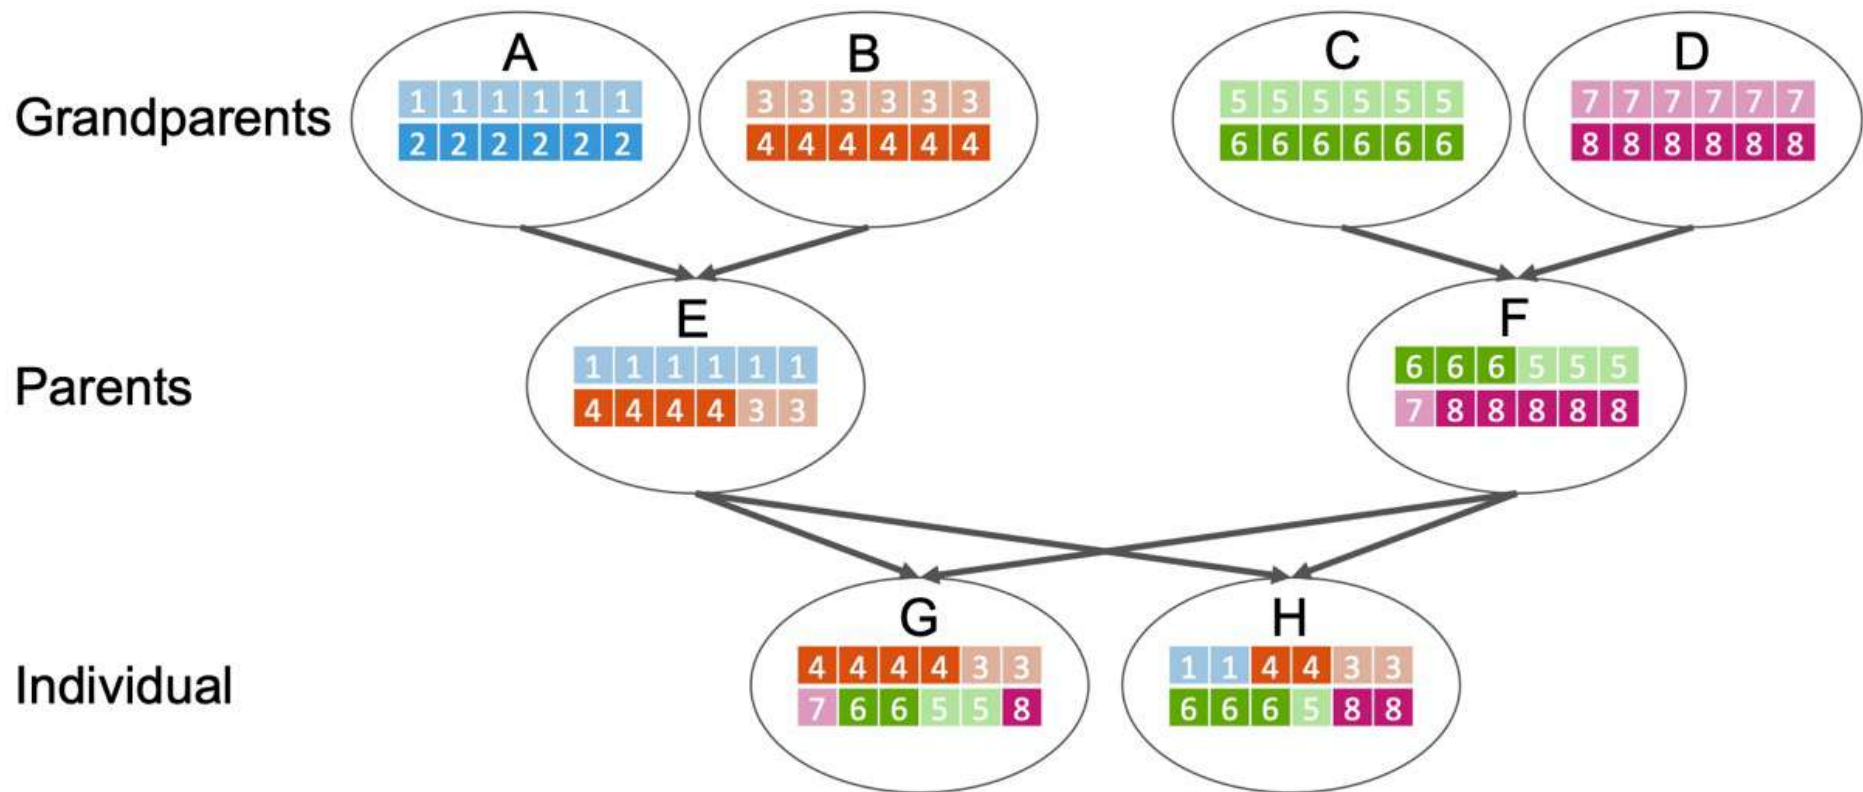 A B C D
Grandparents
1 1 1 1 1 1 3 3 3 3 3 3 5 5 5 5 5 5 7 7 7 7 7 7
2 2 2 2 2 2 4 4 4 4 4 4 6 6 6 6 6 6 8 8 8 8 8 8
E F
Parents
1 1 1 1 1 1 6 6 6 5 5 5
4 4 4 4 3 3 7 8 8 8 8 8
G H
Individual
4 4 4 4 3 3 1 1 4 4 3 3
7 6 6 5 5 8 6 6 6 5 8 8